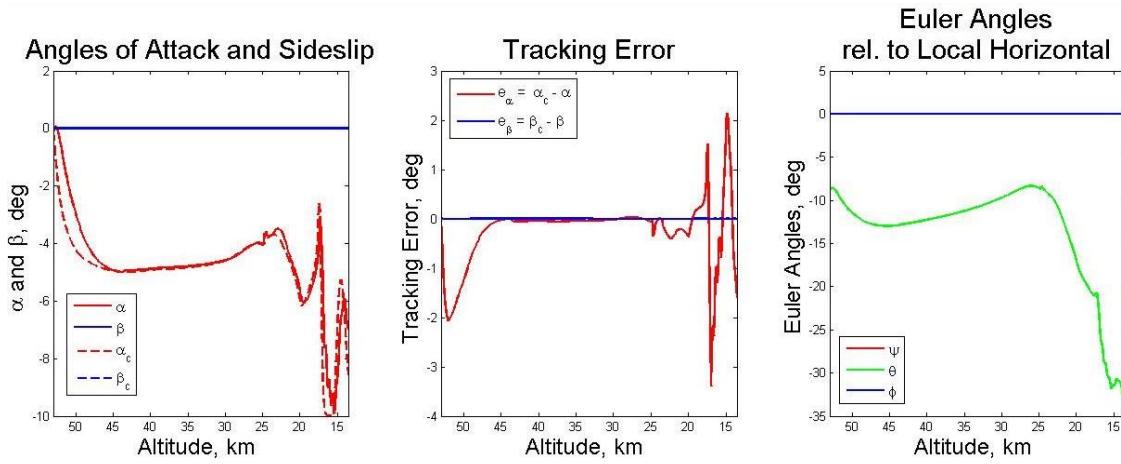 Angles of Attack and Sideslip
2
0
-2
-4
-6
-8
-10
α and β, deg
α
β
α_c
β_c
50 45 40 35 30 25 20 15
Altitude, km
Tracking Error
3
2
1
0
-1
-2
-3
-4
Tracking Error, deg
e_α = α_c - α
e_β = β_c - β
50 45 40 35 30 25 20 15
Altitude, km
Euler Angles
rel. to Local Horizontal
5
0
-5
-10
-15
-20
-25
-30
-35
Euler Angles, deg
ψ
θ
ϕ
50 45 40 35 30 25 20 15
Altitude, km